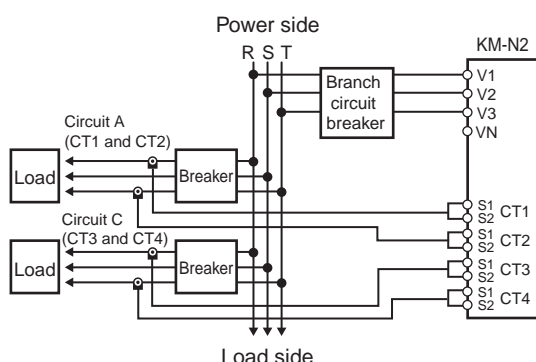 Power side
R S T
KM-N2
Branch
circuit
breaker
V1
V2
V3
VN
Circuit A
(CT1 and CT2)
Load
Breaker
S1
S2
CT1
S1
S2
CT2
Circuit C
(CT3 and CT4)
Load
Breaker
S1
S2
CT3
S1
S2
CT4
Load side